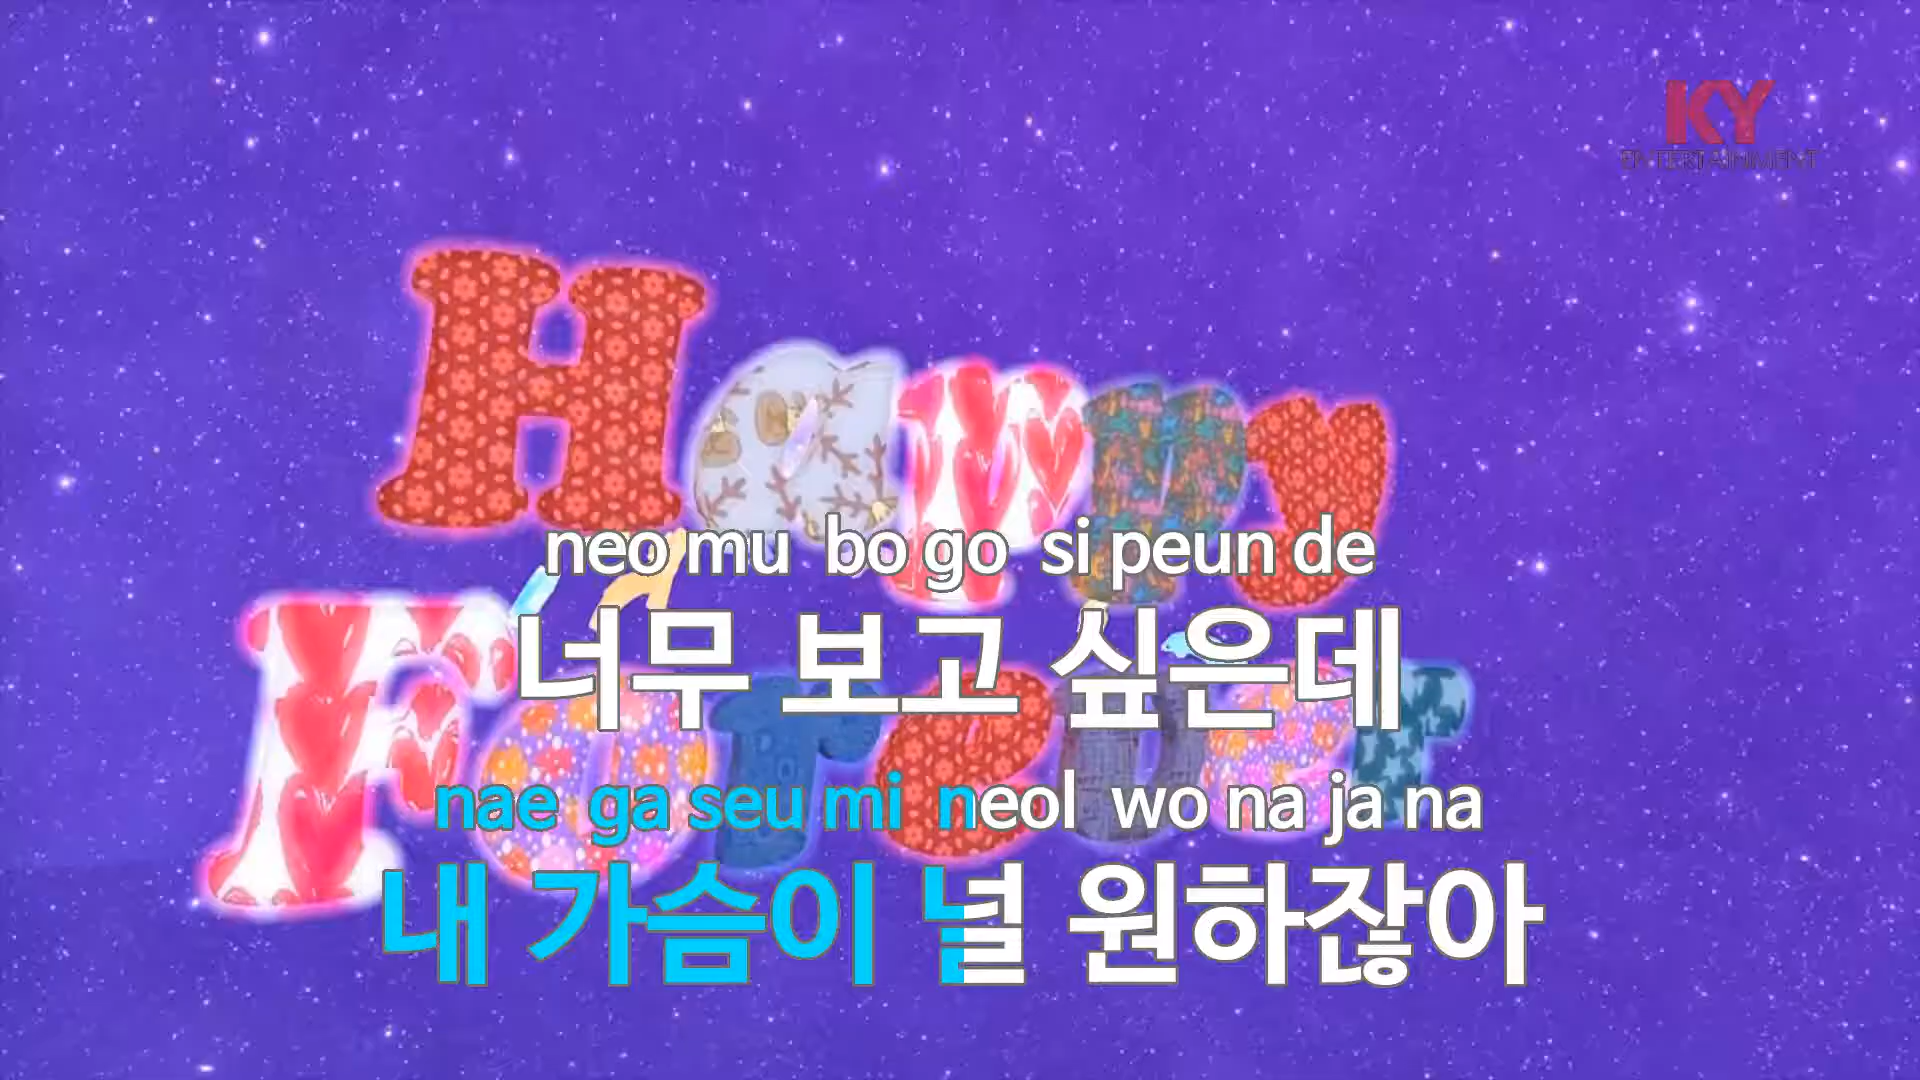 KY
ENTERTAINMENT
Happy
Forever
neo mu bo go si peun de
너무 보고 싶은데
nae ga seu mi neol wo na ja na
내 가슴이 널 원하잖아